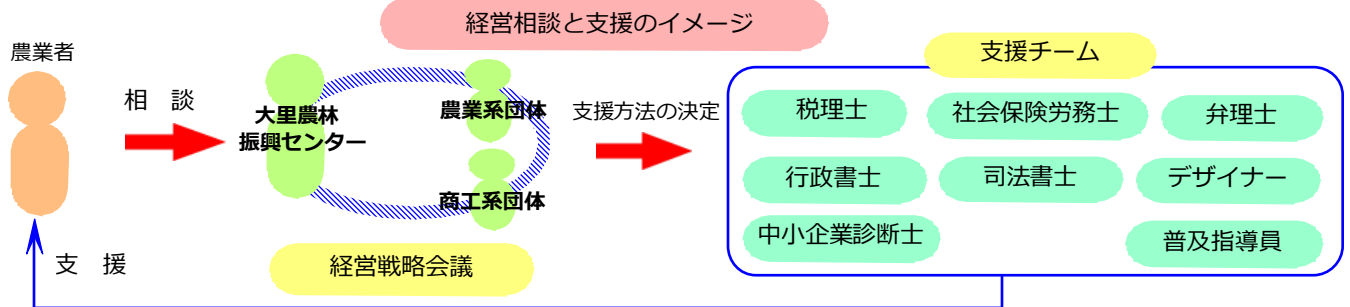 経営相談と支援のイメージ
農業者
相　談
大里農林
振興センター
農業系団体
商工系団体
経営戦略会議
支援方法の決定
支援チーム
税理士
社会保険労務士
弁理士
行政書士
司法書士
デザイナー
中小企業診断士
普及指導員
支　援